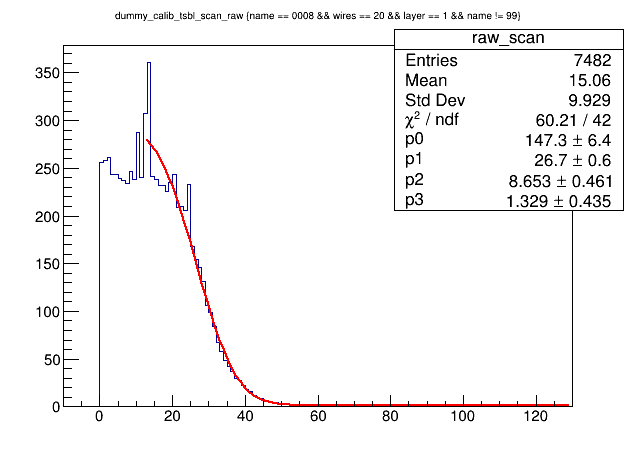 dummy_calib_tsbl_scan_raw {name == 0008 && wires == 20 && layer == 1 && name != 99}
raw_scan
Entries 7482
Mean 15.06
Std Dev 9.929
χ² / ndf 60.21 / 42
p0 147.3 ± 6.4
p1 26.7 ± 0.6
p2 8.653 ± 0.461
p3 1.329 ± 0.435
350
300
250
200
150
100
50
0
0 20 40 60 80 100 120